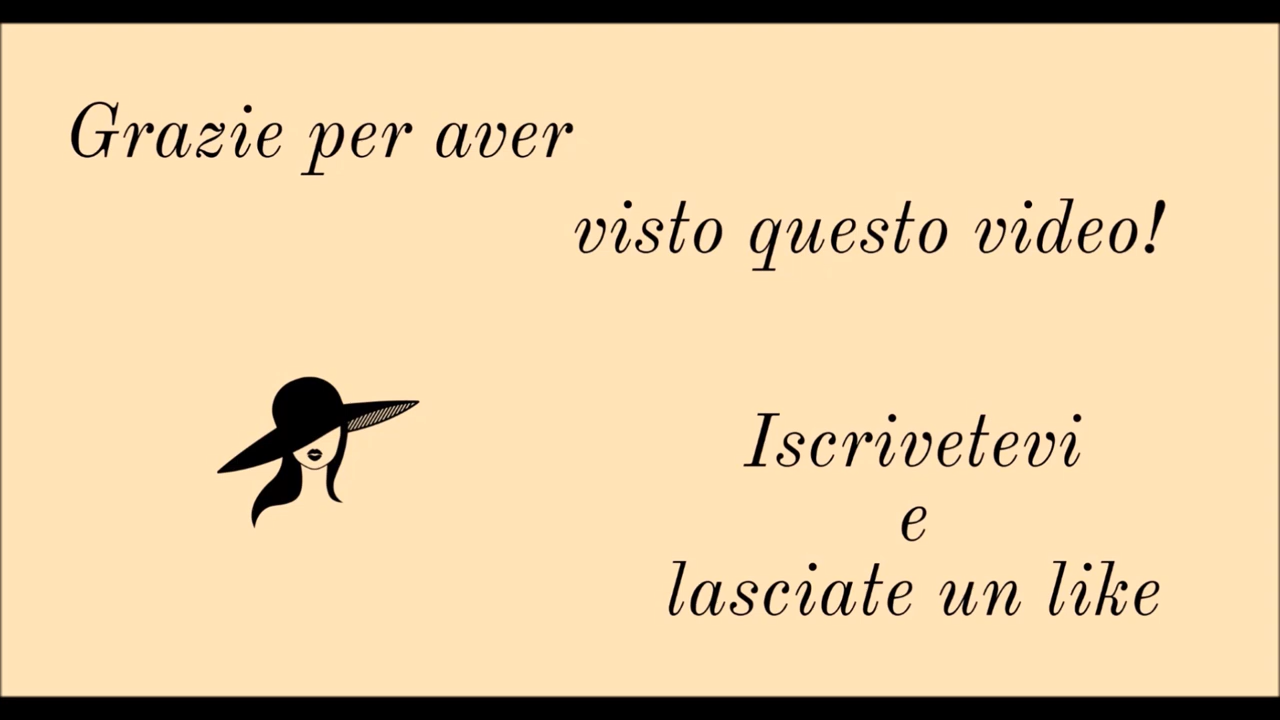 Grazie per aver
visto questo video!
Iscrivetevi
e
lasciate un like